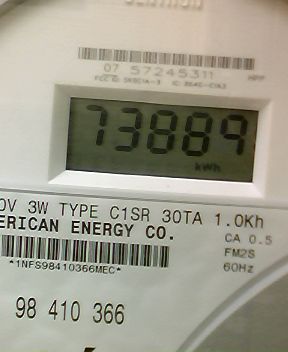 CENTRON
07 57245311
73889
kWh
0V 3W TYPE C1SR 30TA 1.0Kh
ERICAN ENERGY CO.
CA 0.5
*1NFS98410366MEC*
FM2S
60Hz
98 410 366